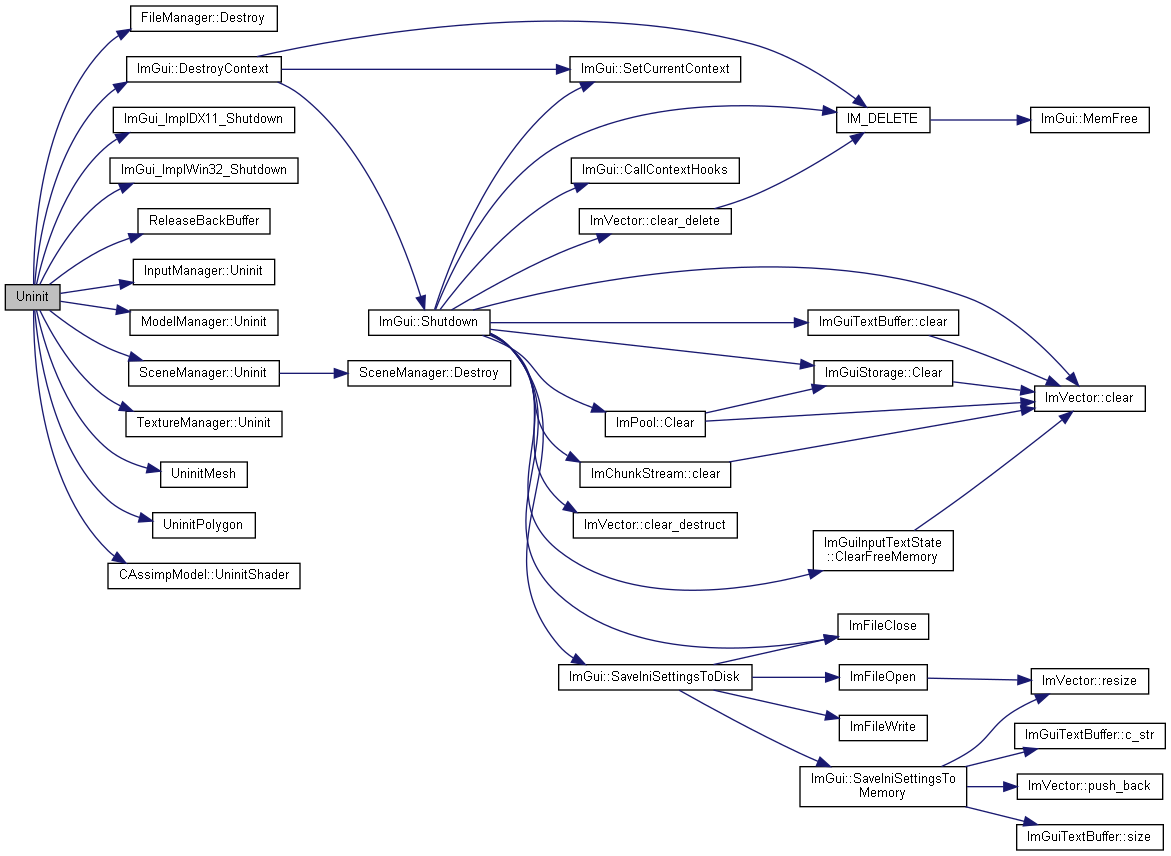 Uninit
FileManager::Destroy
ImGui::DestroyContext
ImGui_ImplDX11_Shutdown
ImGui_ImplWin32_Shutdown
ReleaseBackBuffer
InputManager::Uninit
ModelManager::Uninit
SceneManager::Uninit
TextureManager::Uninit
UninitMesh
UninitPolygon
CAssimpModel::UninitShader
ImGui::Shutdown
SceneManager::Destroy
ImGui::SetCurrentContext
ImGui::CallContextHooks
ImVector::clear_delete
ImPool::Clear
ImChunkStream::clear
ImVector::clear_destruct
ImGui::SaveIniSettingsToDisk
IM_DELETE
ImGuiTextBuffer::clear
ImGuiStorage::Clear
ImGuiInputTextState
::ClearFreeMemory
ImFileClose
ImFileOpen
ImFileWrite
ImGui::SaveIniSettingsTo
Memory
ImGui::MemFree
ImVector::clear
ImVector::resize
ImGuiTextBuffer::c_str
ImVector::push_back
ImGuiTextBuffer::size